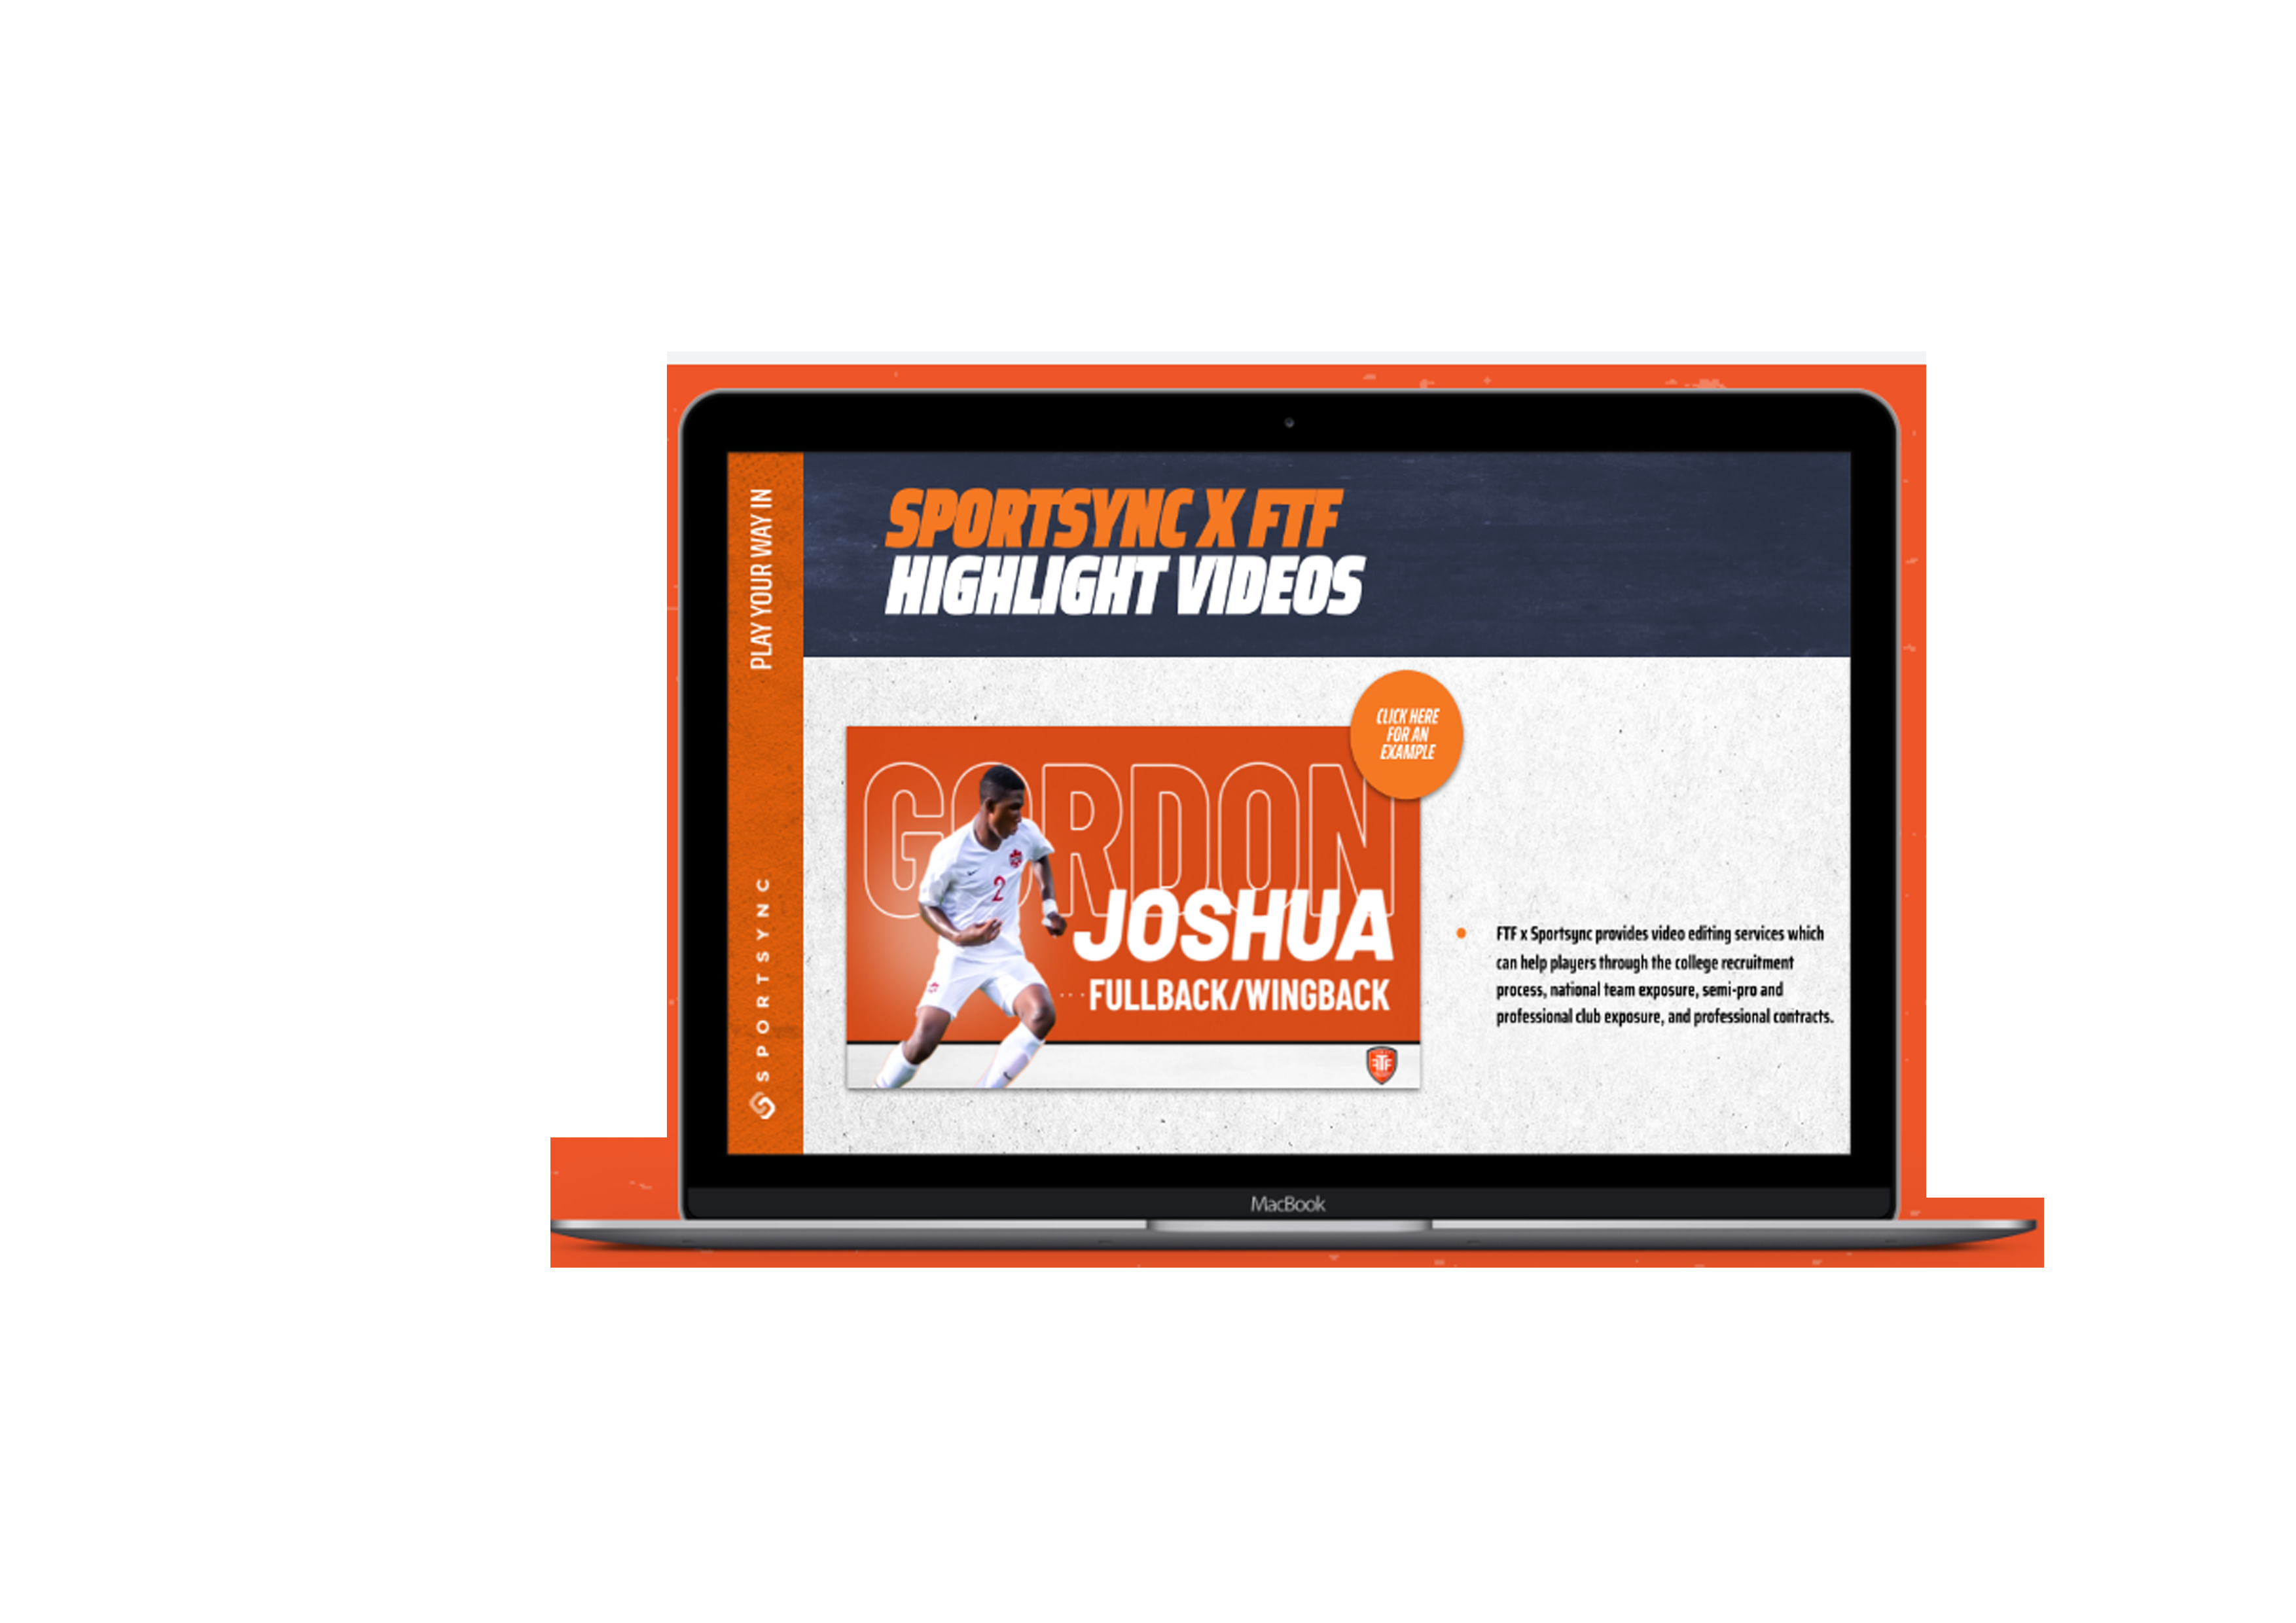 PLAY YOUR WAY IN
SPORTSYNC
SPORTSYNC X FTF
HIGHLIGHT VIDEOS
CLICK HERE
FOR AN
EXAMPLE
GORDON
2
JOSHUA
FULLBACK/WINGBACK
FTF
FTF x Sportsync provides video editing services which
can help players through the college recruitment
process, national team exposure, semi-pro and
professional club exposure, and professional contracts.
MacBook